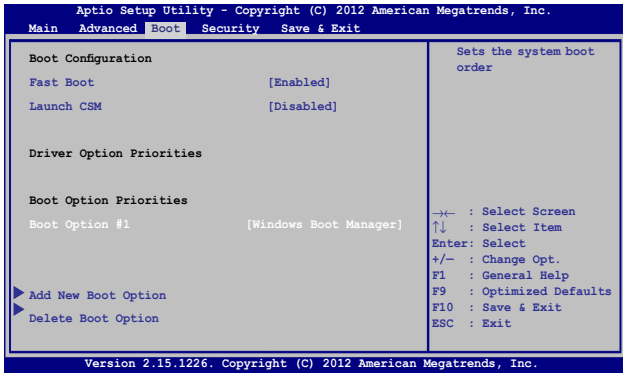 Aptio Setup Utility - Copyright (C) 2012 American Megatrends, Inc.
Main Advanced Boot Security Save & Exit
Boot Configuration
Fast Boot [Enabled]
Launch CSM [Disabled]
Driver Option Priorities
Boot Option Priorities
Boot Option #1 [Windows Boot Manager]
Add New Boot Option
Delete Boot Option
Sets the system boot
order
→← : Select Screen
↑↓ : Select Item
Enter: Select
+/— : Change Opt.
F1 : General Help
F9 : Optimized Defaults
F10 : Save & Exit
ESC : Exit
Version 2.15.1226. Copyright (C) 2012 American Megatrends, Inc.